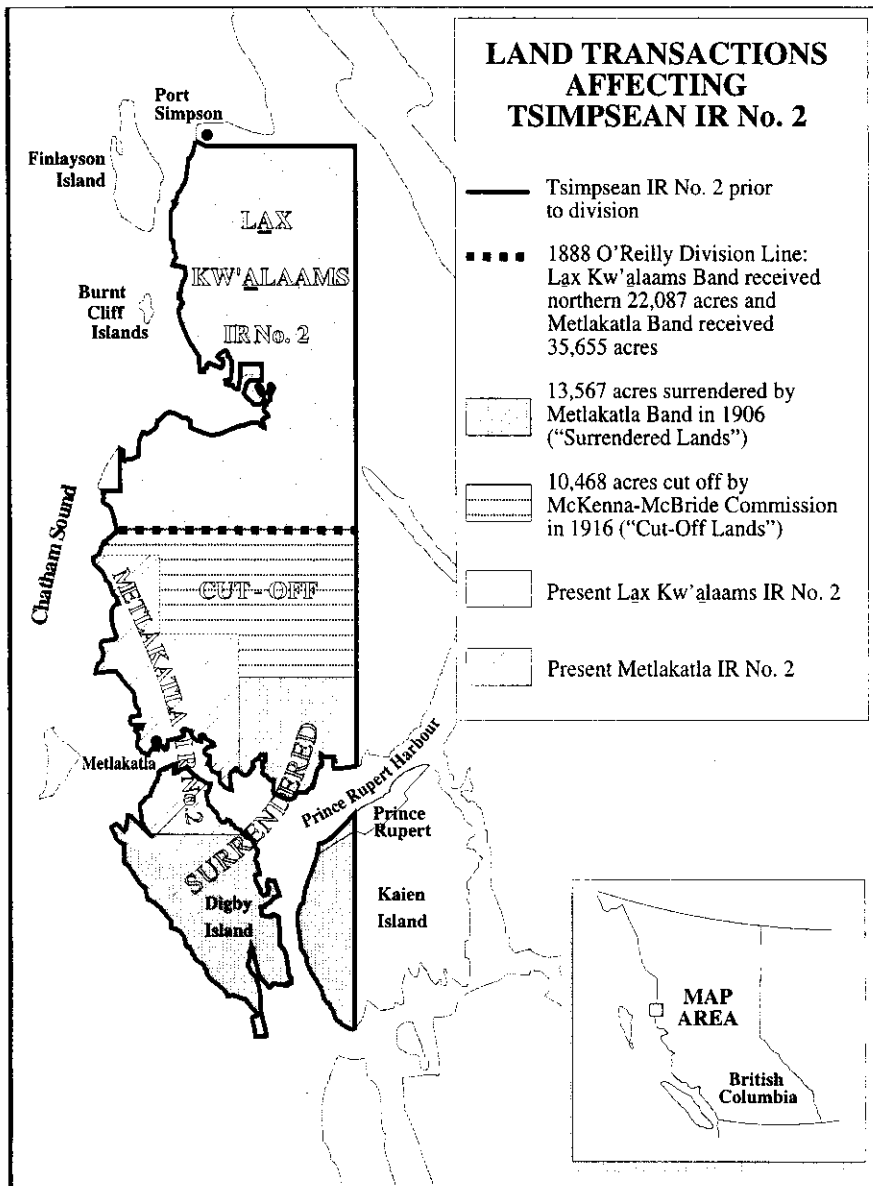 LAND TRANSACTIONS
AFFECTING
TSIMPSEAN IR No. 2
Tsimpsean IR No. 2 prior
to division
1888 O'Reilly Division Line:
Lax Kw'alaams Band received
northern 22,087 acres and
Metlakatla Band received
35,655 acres
13,567 acres surrendered by
Metlakatla Band in 1906
("Surrendered Lands")
10,468 acres cut off by
McKenna-McBride Commission
in 1916 ("Cut-Off Lands")
Present Lax Kw'alaams IR No. 2
Present Metlakatla IR No. 2
Port
Simpson
Finlayson
Island
LAX
KW'ALAAMS
IR No. 2
Burnt
Cliff
Islands
Chatham Sound
CUT - OFF
METLAKATLA IR No. 2
Metlakatla
SURRENDERED
Prince Rupert Harbour
Prince
Rupert
Digby
Island
Kaien
Island
MAP
AREA
British
Columbia